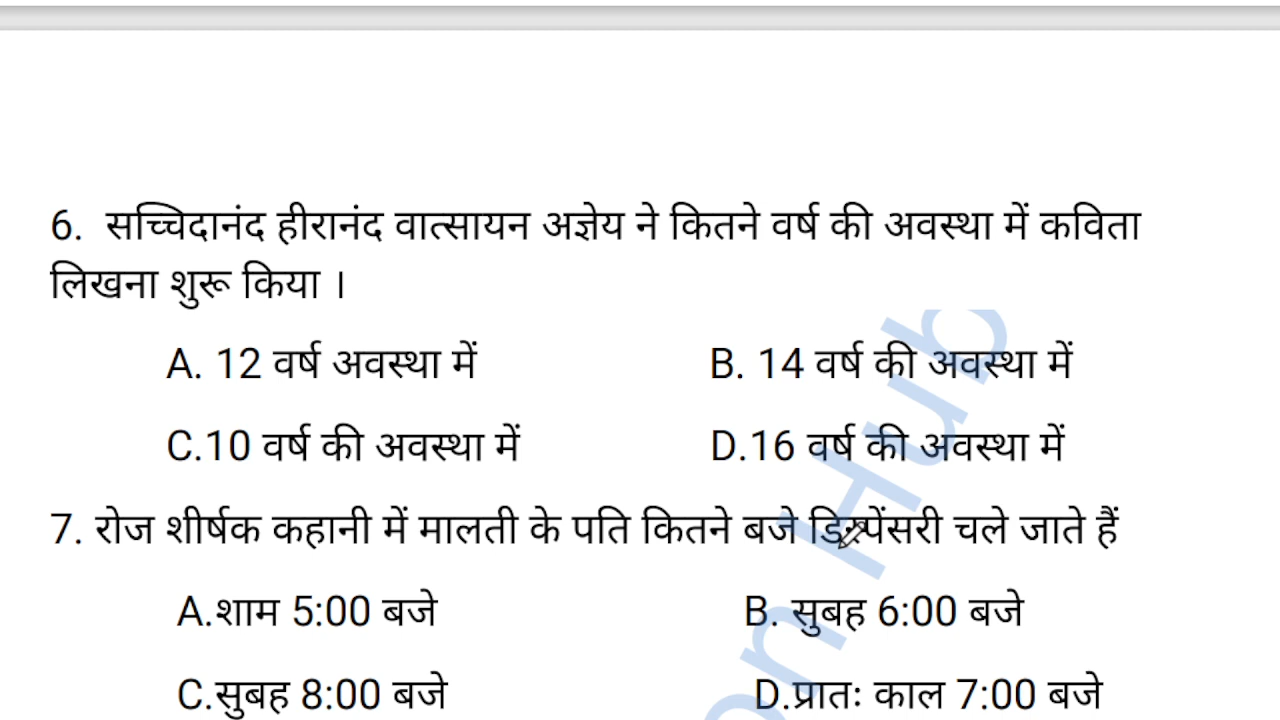 6. सच्चिदानंद हीरानंद वात्सायन अज्ञेय ने कितने वर्ष की अवस्था में कविता
लिखना शुरू किया ।
A. 12 वर्ष अवस्था में B. 14 वर्ष की अवस्था में
C.10 वर्ष की अवस्था में D.16 वर्ष की अवस्था में
7. रोज शीर्षक कहानी में मालती के पति कितने बजे डिस्पेंसरी चले जाते हैं
A.शाम 5:00 बजे B. सुबह 6:00 बजे
C.सुबह 8:00 बजे D.प्रातः काल 7:00 बजे
on Hub